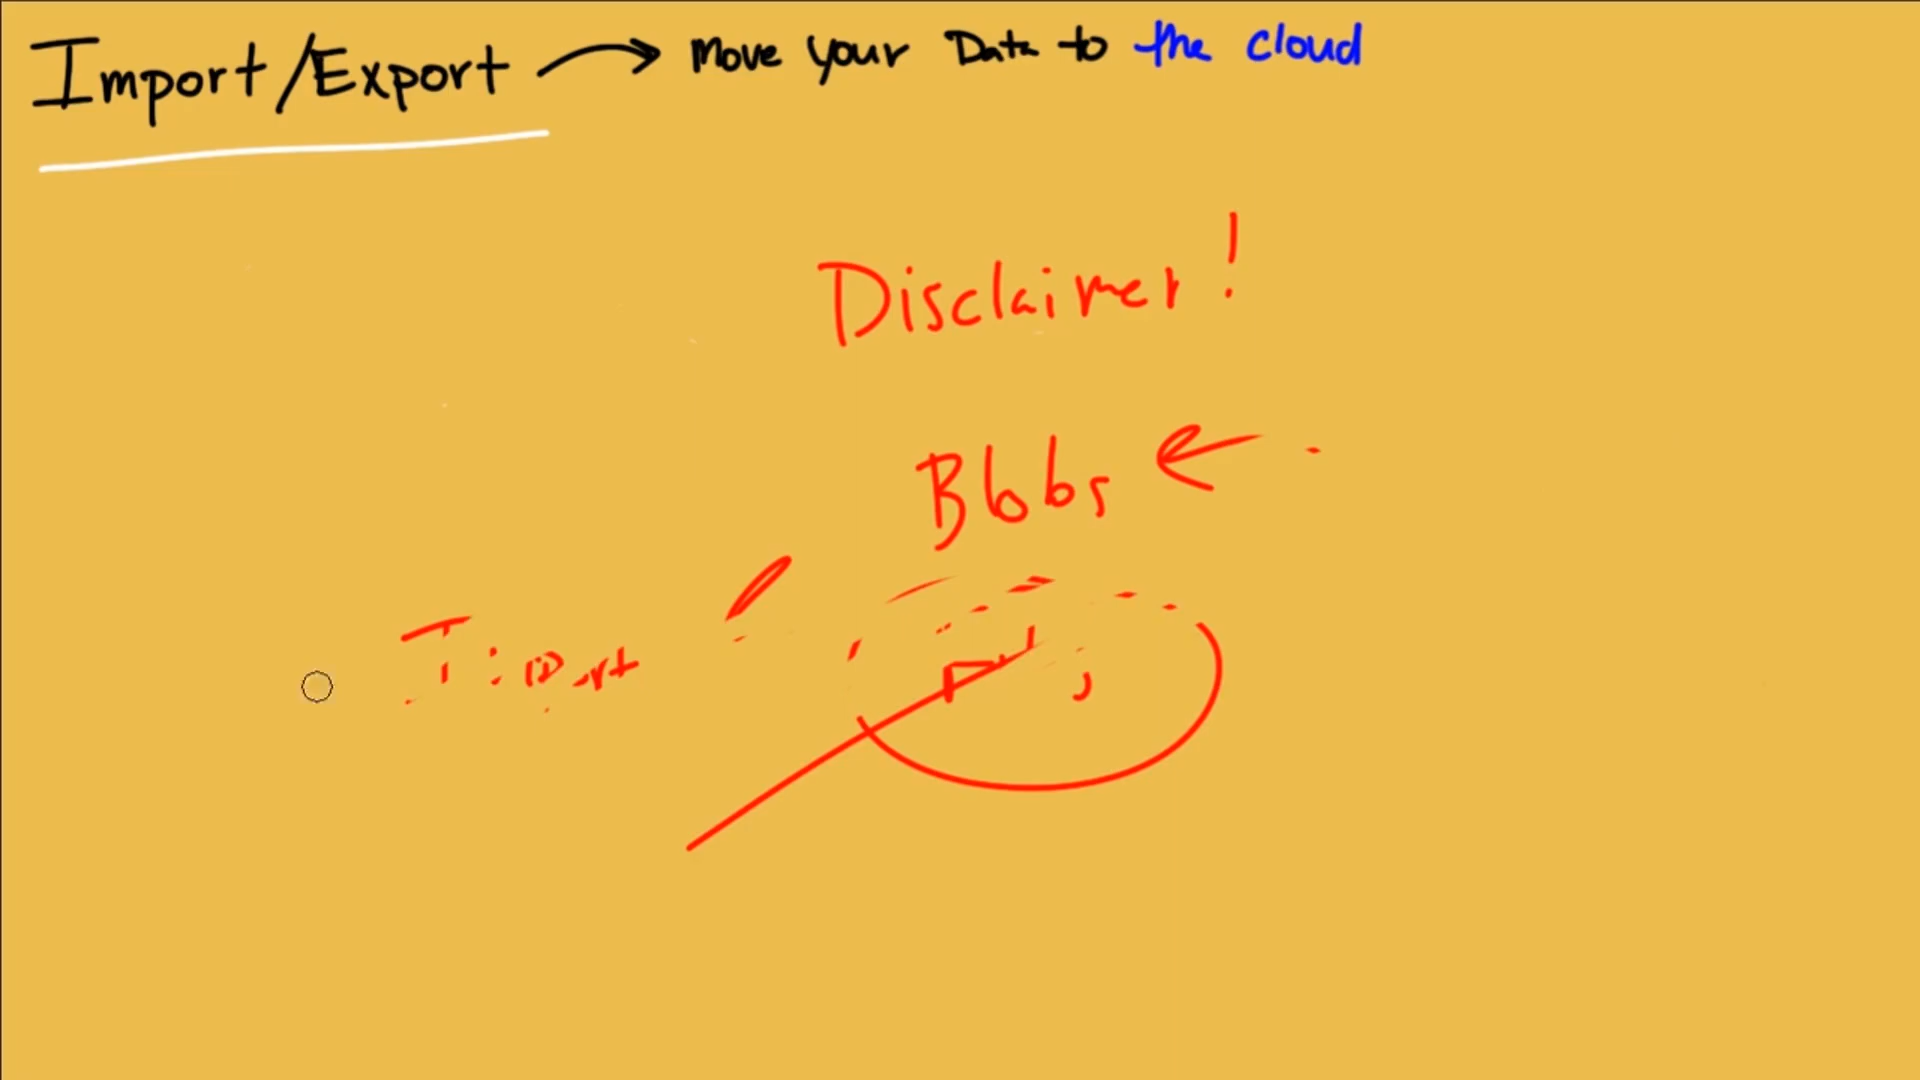 Import/Export → Move your Data to the cloud
Disclaimer!
Blobs ←